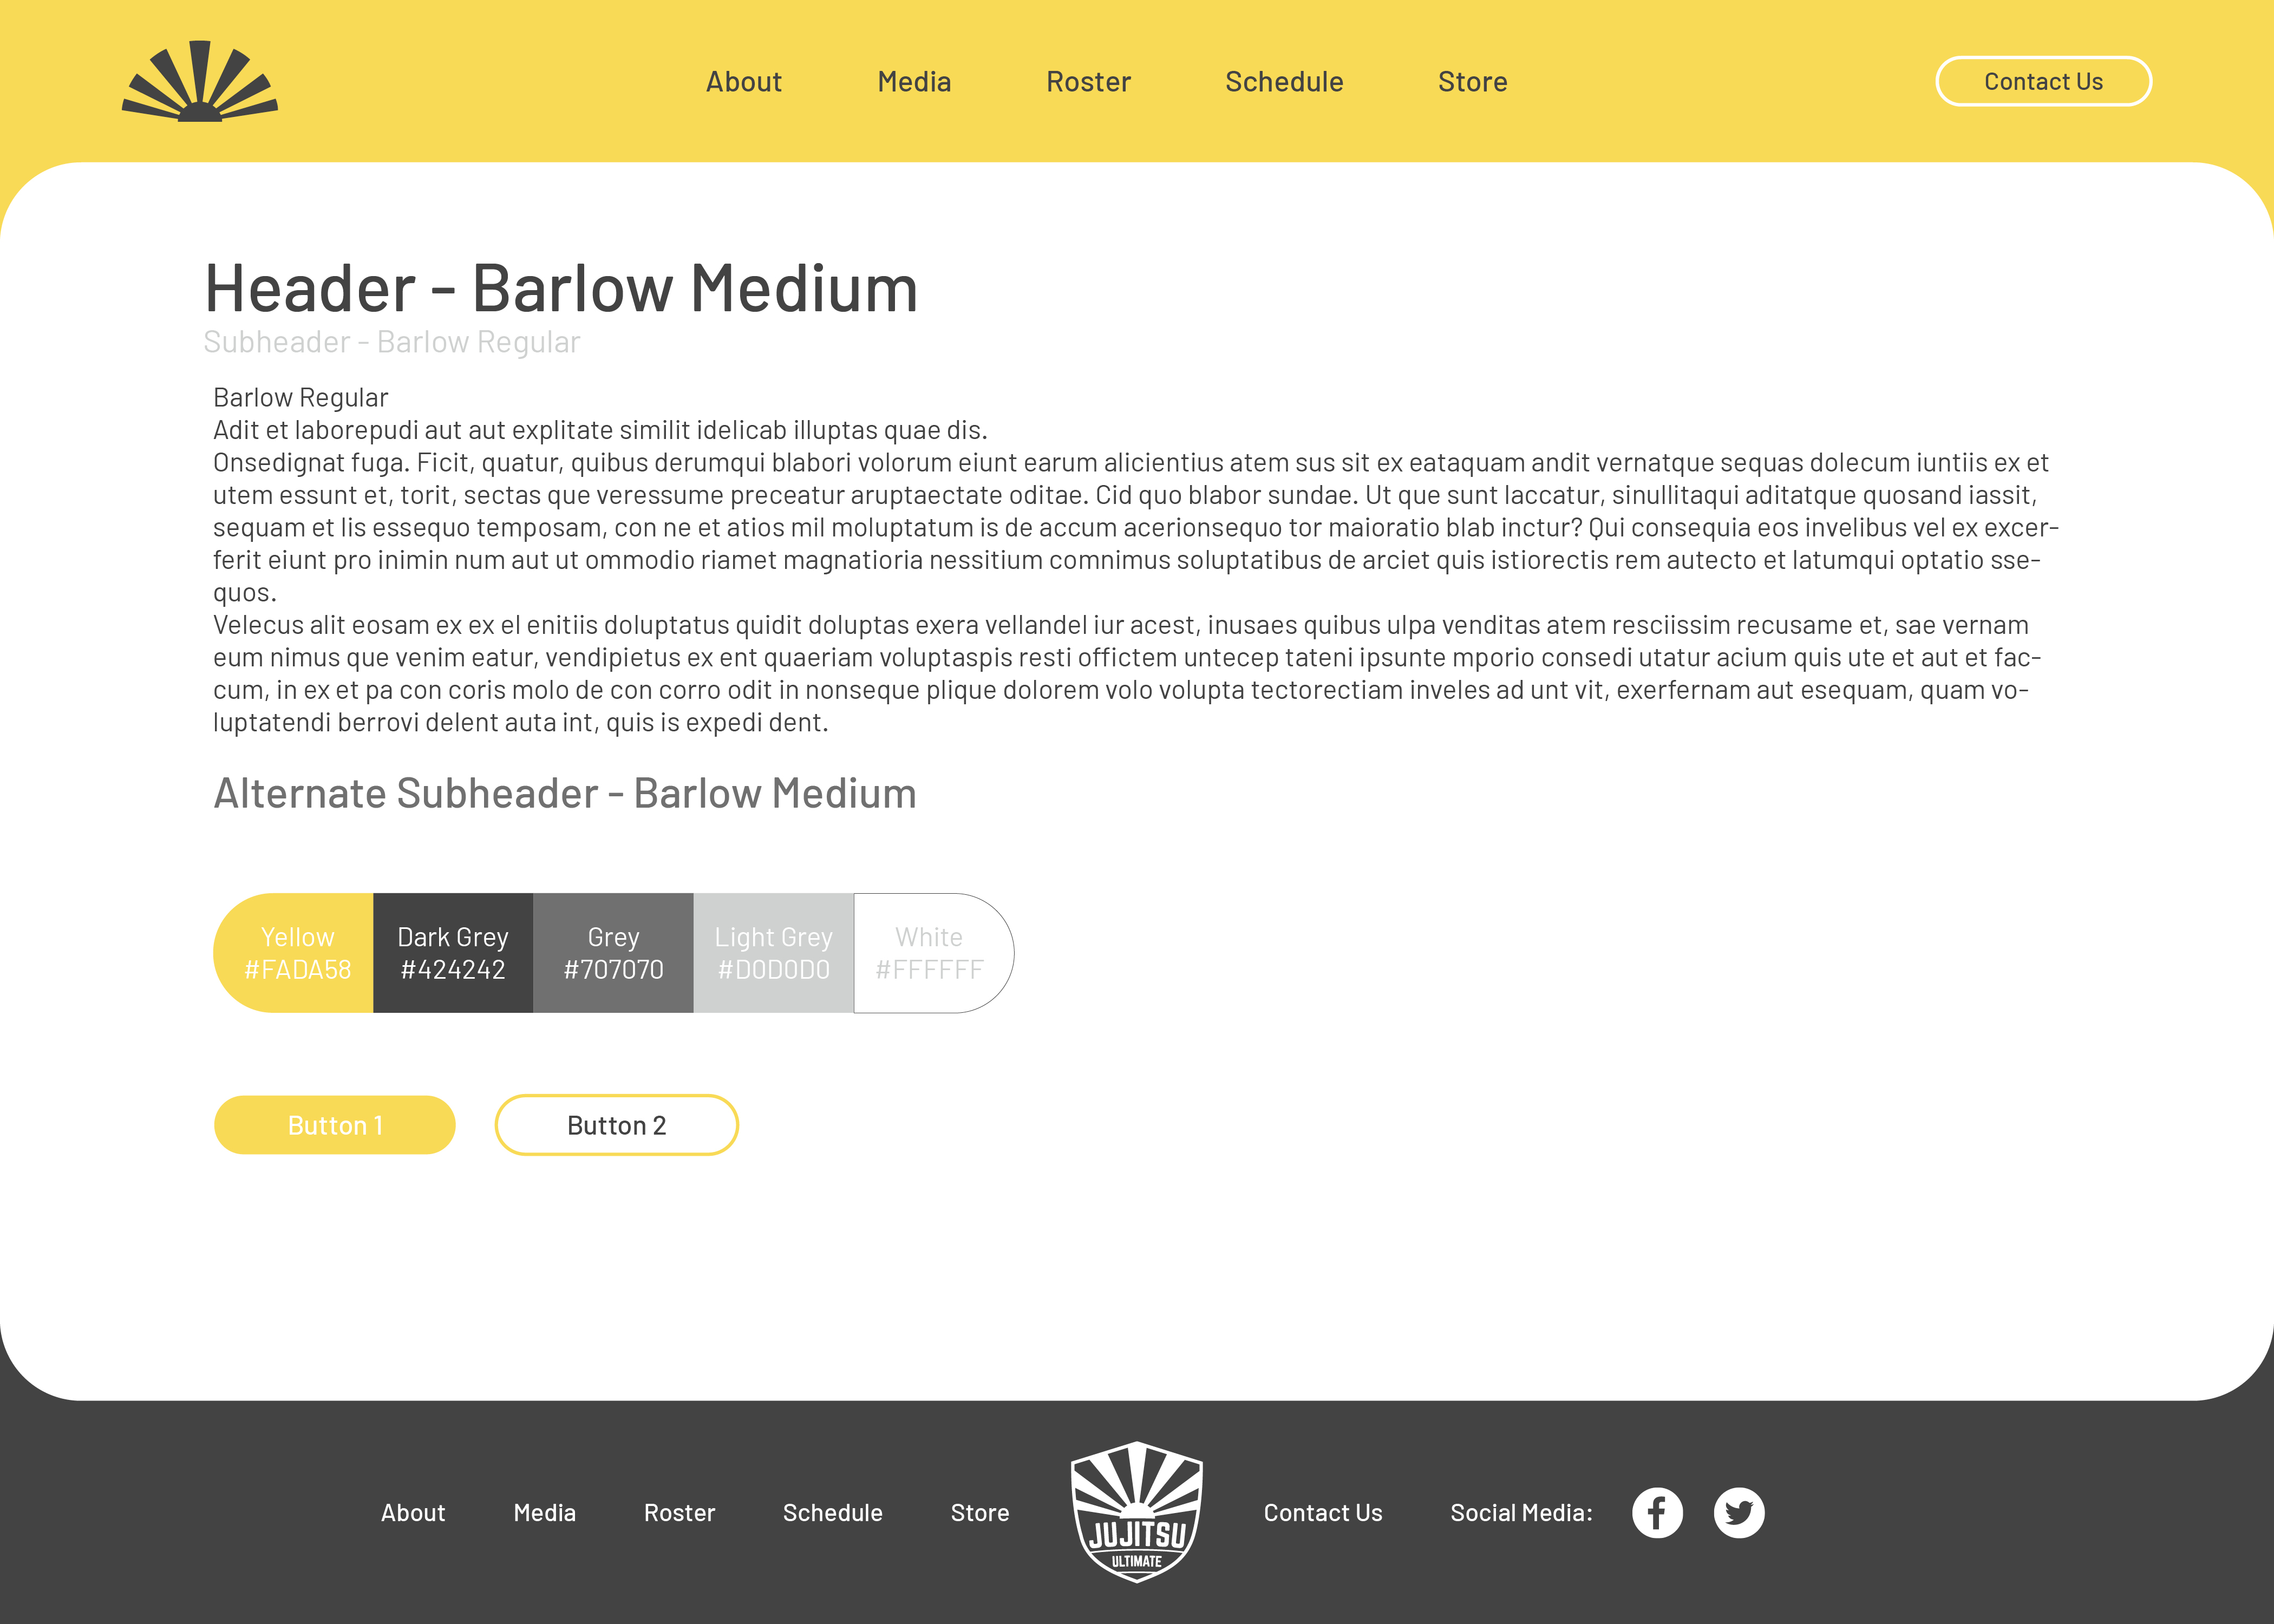 About Media Roster Schedule Store Contact Us
Header - Barlow Medium
Subheader - Barlow Regular
Barlow Regular
Adit et laborepudi aut aut explitate similit idelicab illuptas quae dis.
Onsedignat fuga. Ficit, quatur, quibus derumqui blabori volorum eiunt earum alicientius atem sus sit ex eataquam andit vernatque sequas dolecum iuntiis ex et
utem essunt et, torit, sectas que veressume preceatur aruptaectate oditae. Cid quo blabor sundae. Ut que sunt laccatur, sinullitaqui aditatque quosand iassit,
sequam et lis essequo temposam, con ne et atios mil moluptatum is de accum acerionsequo tor maioratio blab inctur? Qui consequia eos invelibus vel ex excer-
ferit eiunt pro inimin num aut ut ommodio riamet magnatioria nessitium comnimus soluptatibus de arciet quis istiorectis rem autecto et latumqui optatio sse-
quos.
Velecus alit eosam ex ex el enitiis doluptatus quidit doluptas exera vellandel iur acest, inusaes quibus ulpa venditas atem resciissim recusame et, sae vernam
eum nimus que venim eatur, vendipietus ex ent quaeriam voluptaspis resti offictem untecep tateni ipsunte mporio consedi utatur acium quis ute et aut et fac-
cum, in ex et pa con coris molo de con corro odit in nonseque plique dolorem volo volupta tectorectiam inveles ad unt vit, exerfernam aut esequam, quam vo-
luptatendi berrovi delent auta int, quis is expedi dent.
Alternate Subheader - Barlow Medium
Yellow Dark Grey Grey Light Grey White
#FADA58 #424242 #707070 #D0D0D0 #FFFFFF
Button 1 Button 2
About Media Roster Schedule Store Contact Us Social Media:
JUJITSU
ULTIMATE